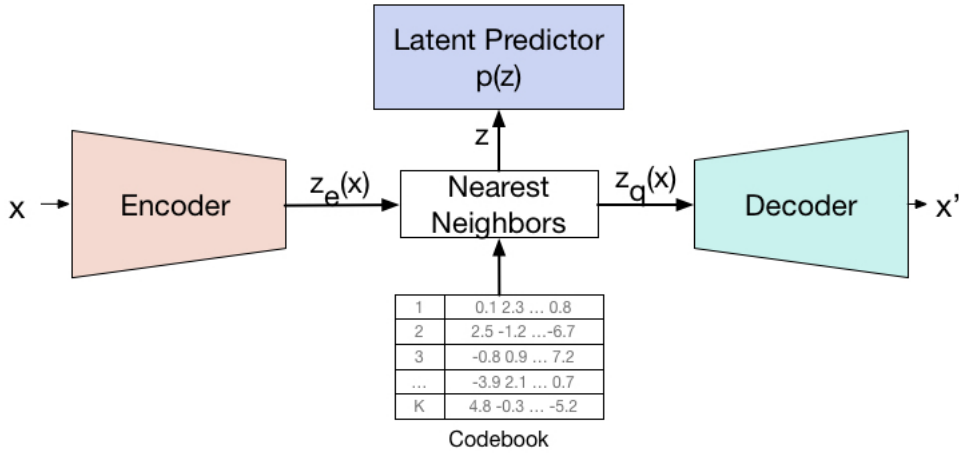 Latent Predictor
p(z)
z
x
Encoder
z_e(x)
Nearest
Neighbors
z_q(x)
Decoder
x'
1 0.1 2.3 ... 0.8
2 2.5 -1.2 ...-6.7
3 -0.8 0.9 ... 7.2
... -3.9 2.1 ... 0.7
K 4.8 -0.3 ... -5.2
Codebook